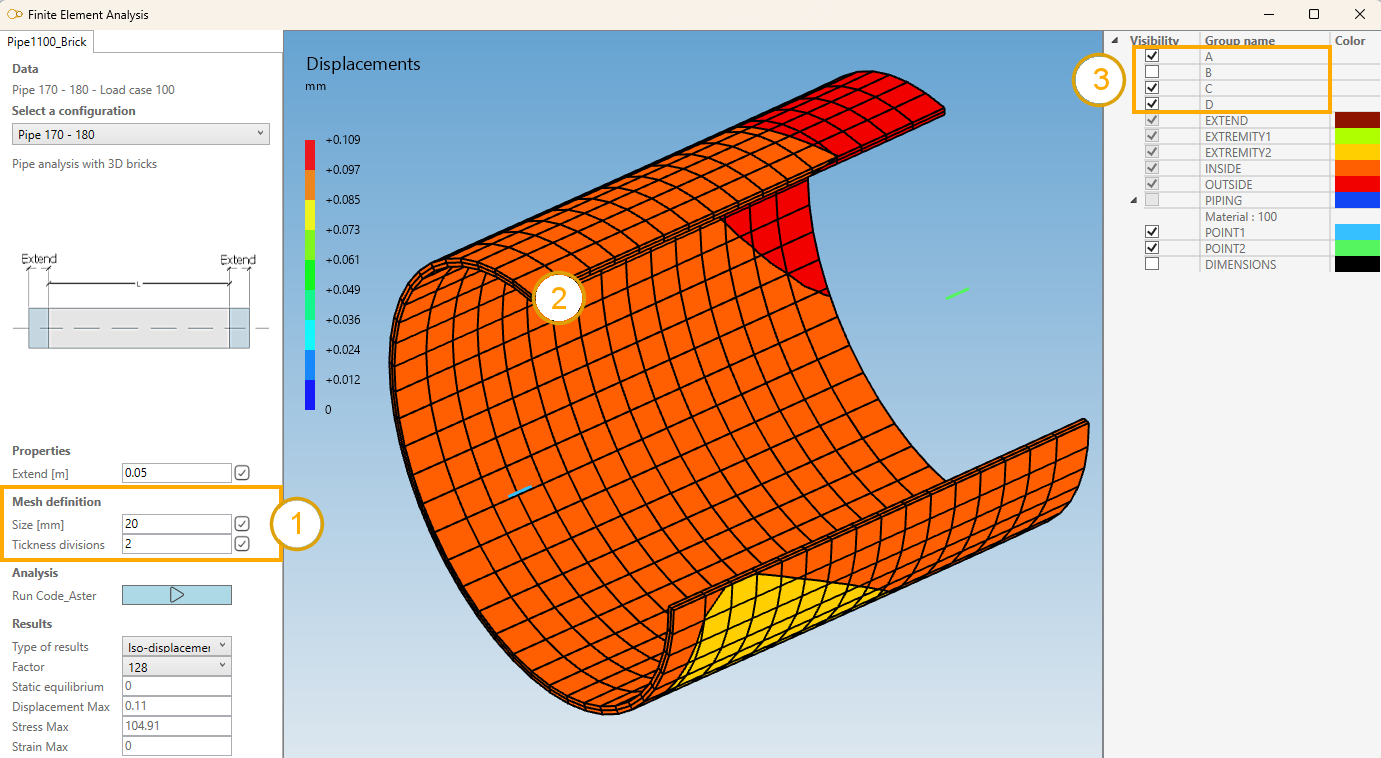 Finite Element Analysis
Pipe1100_Brick
Data
Pipe 170 - 180 - Load case 100
Select a configuration
Pipe 170 - 180
Pipe analysis with 3D bricks
Extend
Extend
L
Properties
Extend [m]
0.05
Mesh definition
Size [mm]
20
Tickness divisions
2
1
Analysis
Run Code_Aster
Results
Type of results
Iso-displacemer
Factor
128
Static equilibrium
0
Displacement Max
0.11
Stress Max
104.91
Strain Max
0
Displacements
mm
+0.109
+0.097
+0.085
+0.073
+0.061
+0.049
+0.036
+0.024
+0.012
0
2
3
Visibility Group name Color
A
B
C
D
EXTEND
EXTREMITY1
EXTREMITY2
INSIDE
OUTSIDE
PIPING
Material : 100
POINT1
POINT2
DIMENSIONS